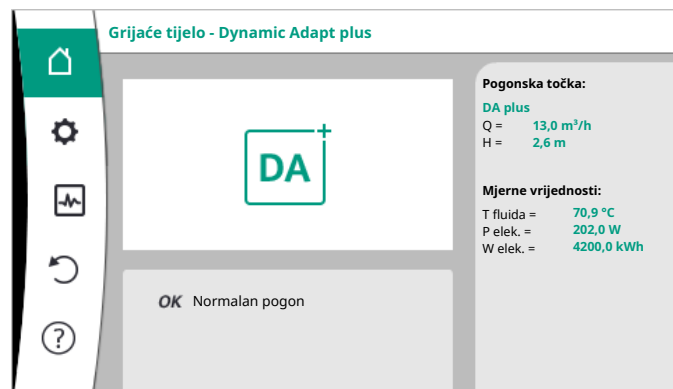 Grijaće tijelo - Dynamic Adapt plus
DA+
OK Normalan pogon
Pogonska točka:
DA plus
Q = 13,0 m³/h
H = 2,6 m
Mjerne vrijednosti:
T fluida = 70,9 °C
P elek. = 202,0 W
W elek. = 4200,0 kWh
?